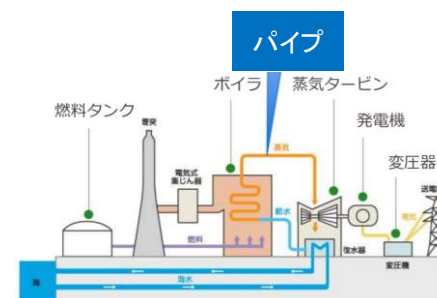 パイプ
ボイラ
蒸気タービン
燃料タンク
煙突
発電機
蒸気
電気式
集じん器
変圧器
送電
給水
電気
燃料
復水器
変圧機
海
海水